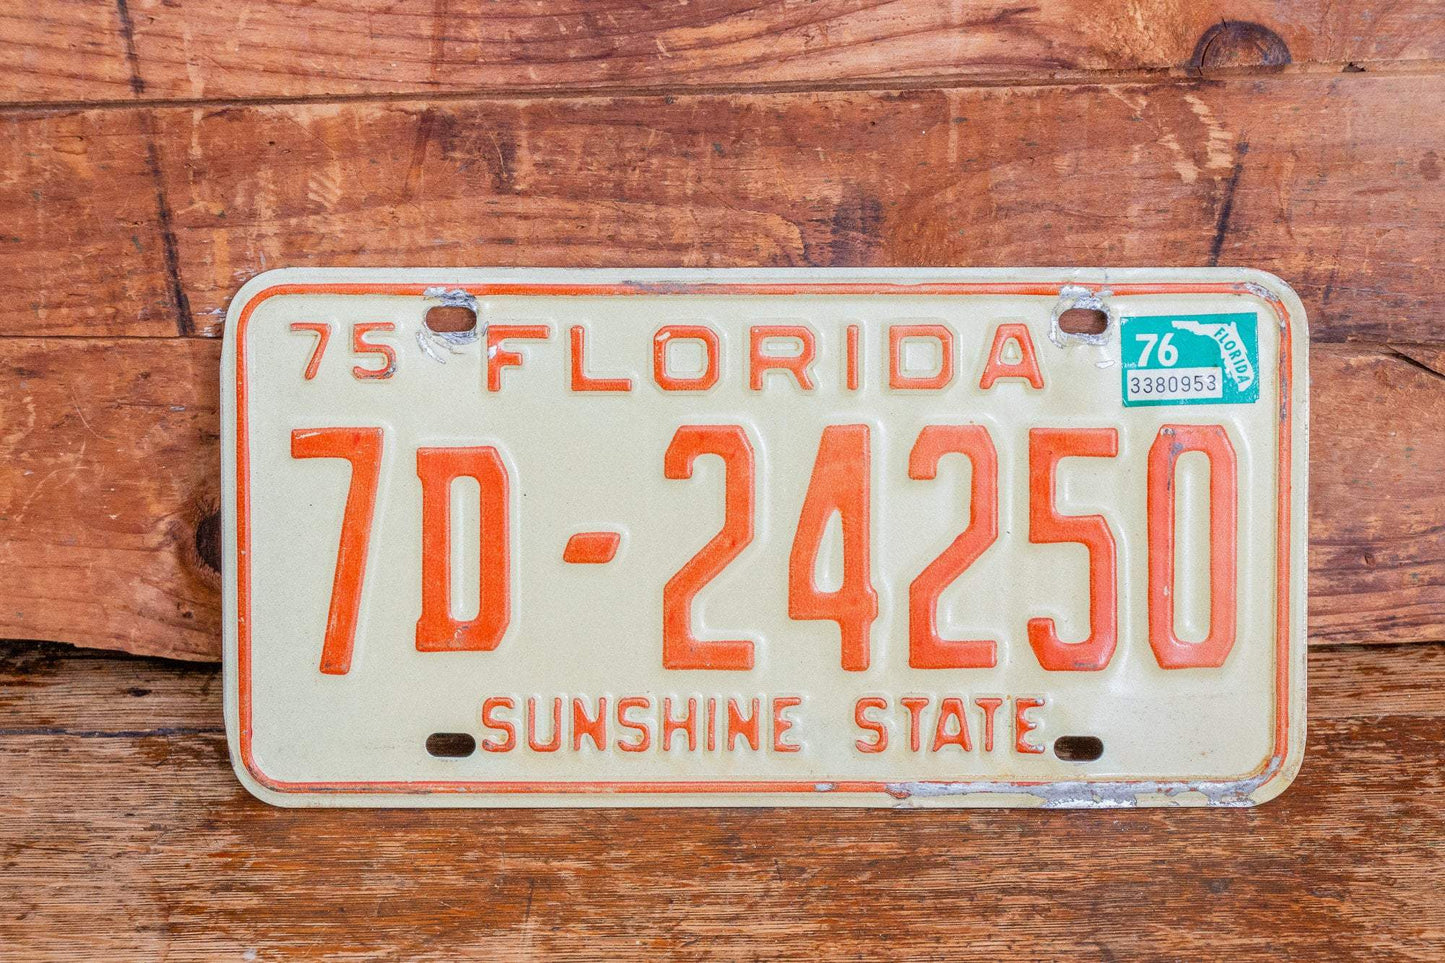 75 FLORIDA
76 FLORIDA
3380953
7D-24250
SUNSHINE STATE